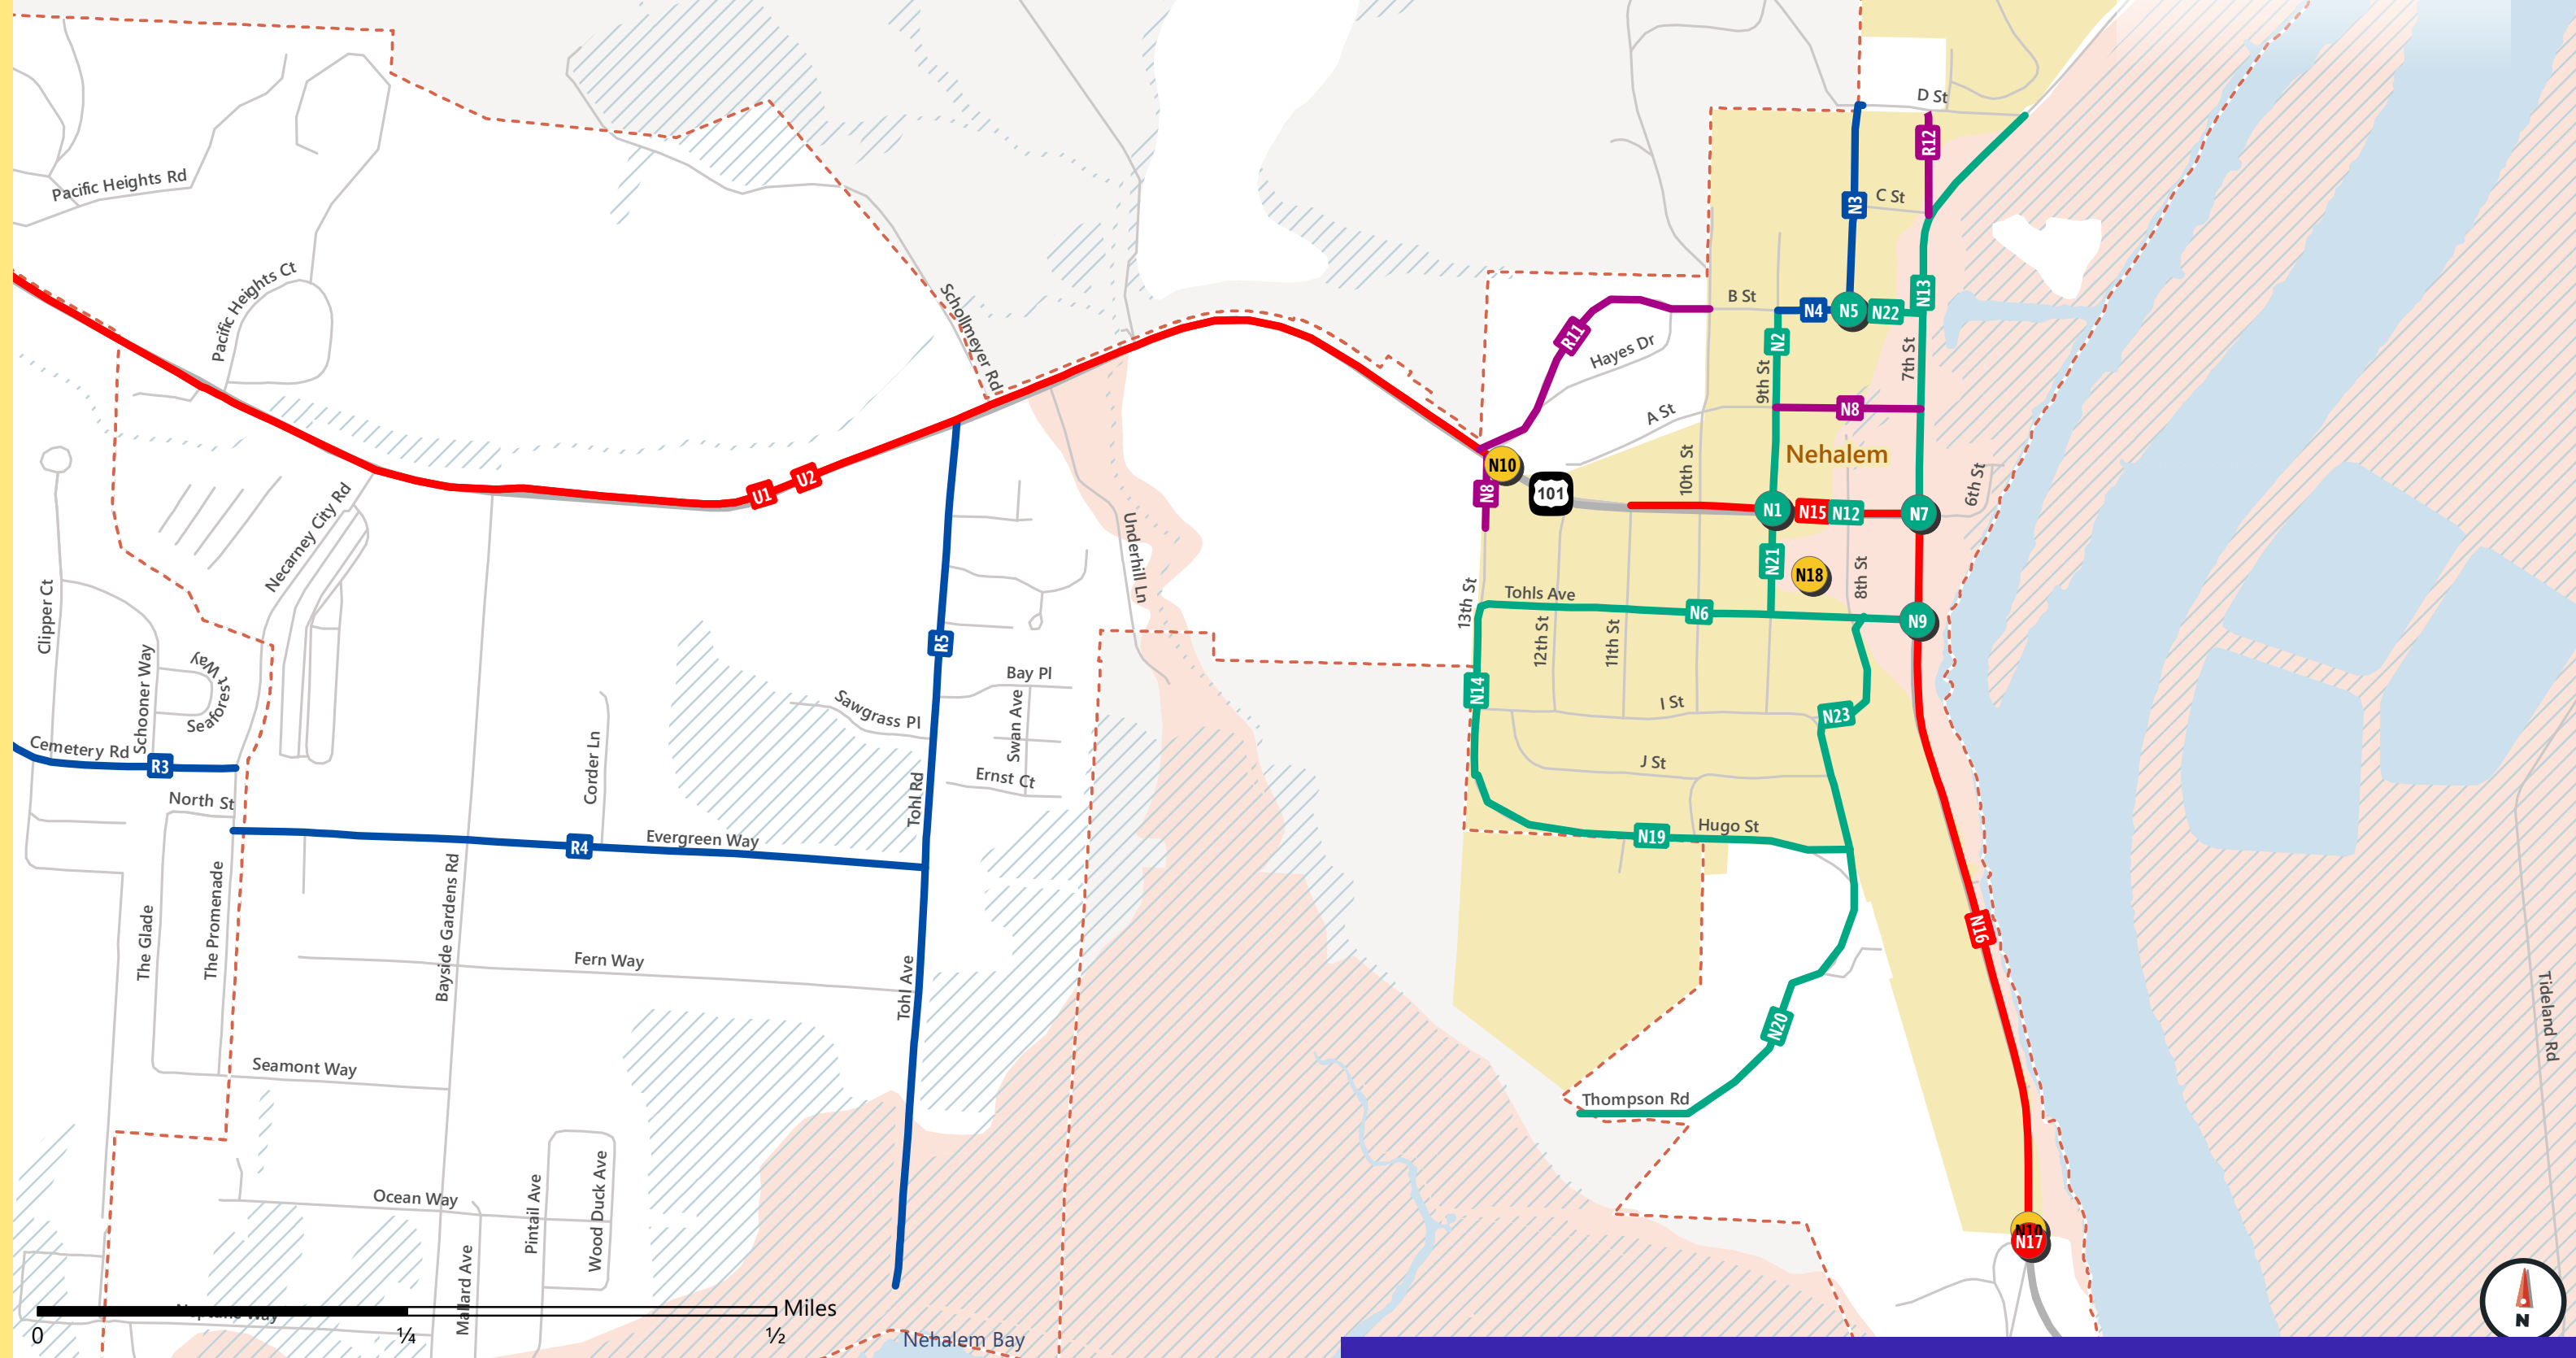 D St
R12
Pacific Heights Rd
C St
N3
Pacific Heights Ct
Schollmeyer Rd
B St
N4
N5
N22
N13
R11
Hayes Dr
N2
7th St
9th St
A St
N8
Nehalem
N10
10th St
6th St
U1
U2
N8
101
N1
N15
N12
N7
Necarney City Rd
Underhill Ln
N21
N18
8th St
Clipper Ct
13th St
Tohls Ave
N6
N9
R5
12th St
11th St
Schooner Way
Seaforest Way
Bay Pl
Swan Ave
Sawgrass Pl
N14
I St
N23
Cemetery Rd
R3
Corder Ln
Ernst Ct
J St
North St
Tohl Rd
R4
Evergreen Way
N19
Hugo St
The Glade
The Promenade
Bayside Gardens Rd
Fern Way
Tohl Ave
N16
N20
Tideland Rd
Seamont Way
Thompson Rd
Ocean Way
Pintail Ave
Wood Duck Ave
Mallard Ave
N10
N17
Neptune Way
Miles
0
¼
½
Nehalem Bay
N